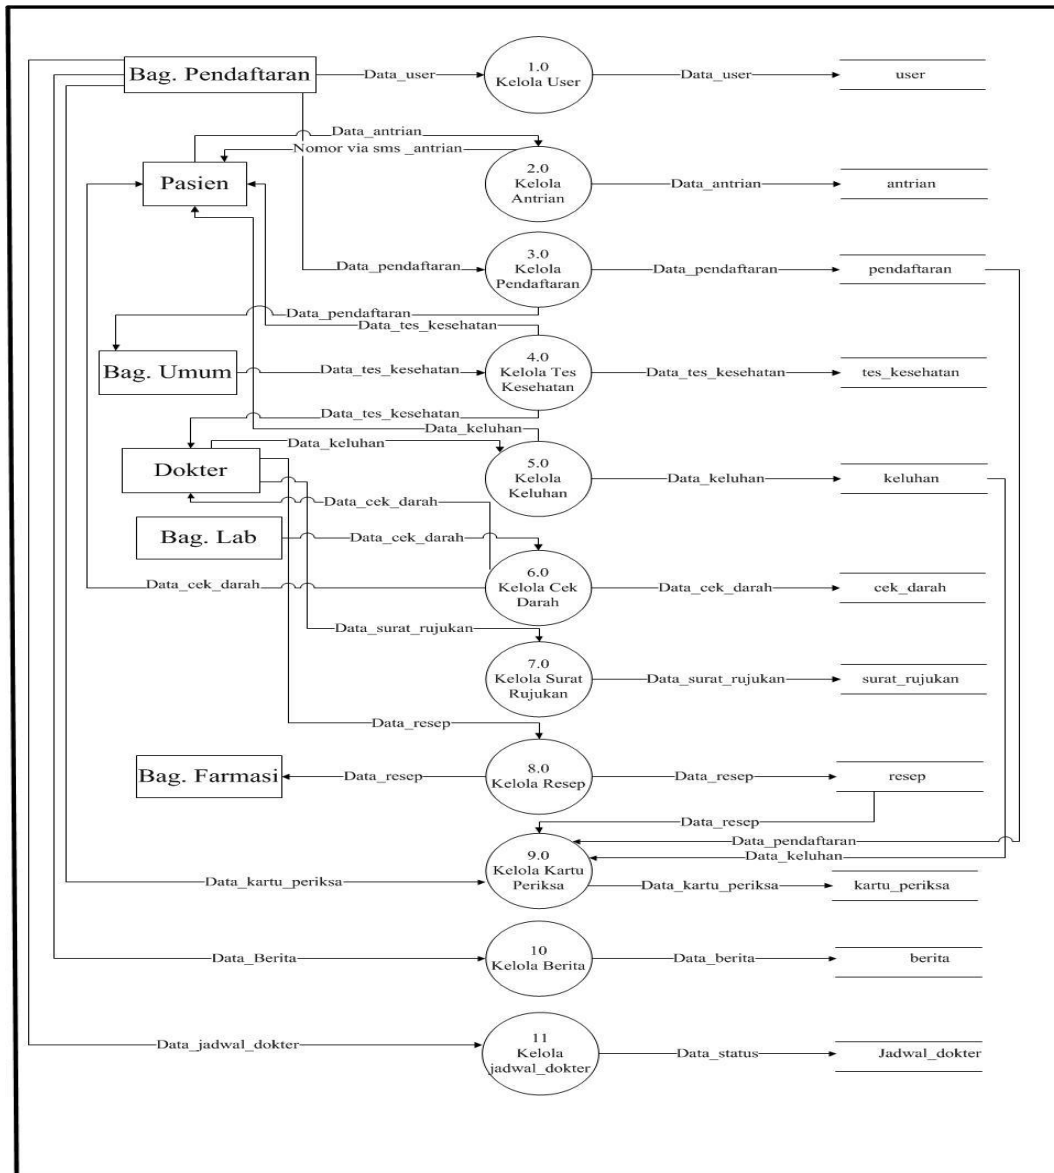 Bag. Pendaftaran
Data_user
1.0
Kelola User
Data_user
user
Data_antrian
Nomor via sms _antrian
Pasien
2.0
Kelola
Antrian
Data_antrian
antrian
Data_pendaftaran
3.0
Kelola
Pendaftaran
Data_pendaftaran
pendaftaran
Data_pendaftaran
Data_tes_kesehatan
Bag. Umum
Data_tes_kesehatan
4.0
Kelola Tes
Kesehatan
Data_tes_kesehatan
tes_kesehatan
Data_tes_kesehatan
Data_keluhan
Data_keluhan
Dokter
5.0
Kelola
Keluhan
Data_keluhan
keluhan
Data_cek_darah
Bag. Lab
Data_cek_darah
Data_cek_darah
6.0
Kelola Cek
Darah
Data_cek_darah
cek_darah
Data_surat_rujukan
7.0
Kelola Surat
Rujukan
Data_surat_rujukan
surat_rujukan
Data_resep
Bag. Farmasi
Data_resep
8.0
Kelola Resep
Data_resep
resep
Data_resep
Data_pendaftaran
Data_keluhan
Data_kartu_periksa
9.0
Kelola Kartu
Periksa
Data_kartu_periksa
kartu_periksa
Data_Berita
10
Kelola Berita
Data_berita
berita
Data_jadwal_dokter
11
Kelola
jadwal_dokter
Data_status
Jadwal_dokter